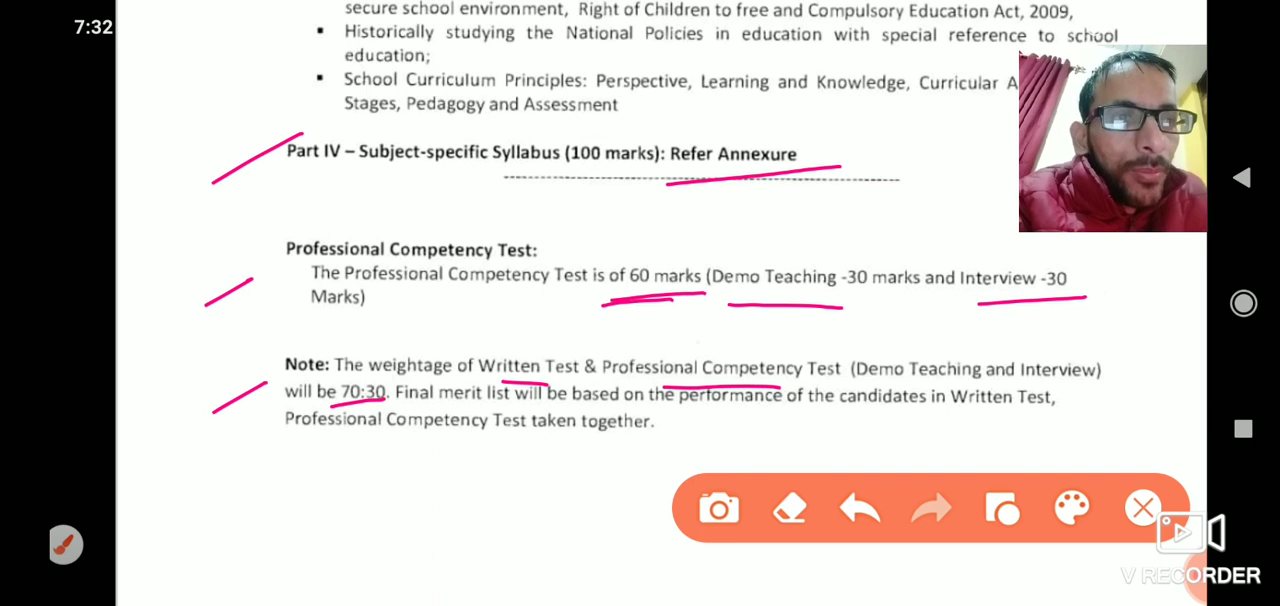 7:32
secure school environment, Right of Children to free and Compulsory Education Act, 2009,
▪ Historically studying the National Policies in education with special reference to school
education;
▪ School Curriculum Principles: Perspective, Learning and Knowledge, Curricular A
Stages, Pedagogy and Assessment
Part IV – Subject-specific Syllabus (100 marks): Refer Annexure
Professional Competency Test:
The Professional Competency Test is of 60 marks (Demo Teaching -30 marks and Interview -30
Marks)
Note: The weightage of Written Test & Professional Competency Test (Demo Teaching and Interview)
will be 70:30. Final merit list will be based on the performance of the candidates in Written Test,
Professional Competency Test taken together.
V RECORDER